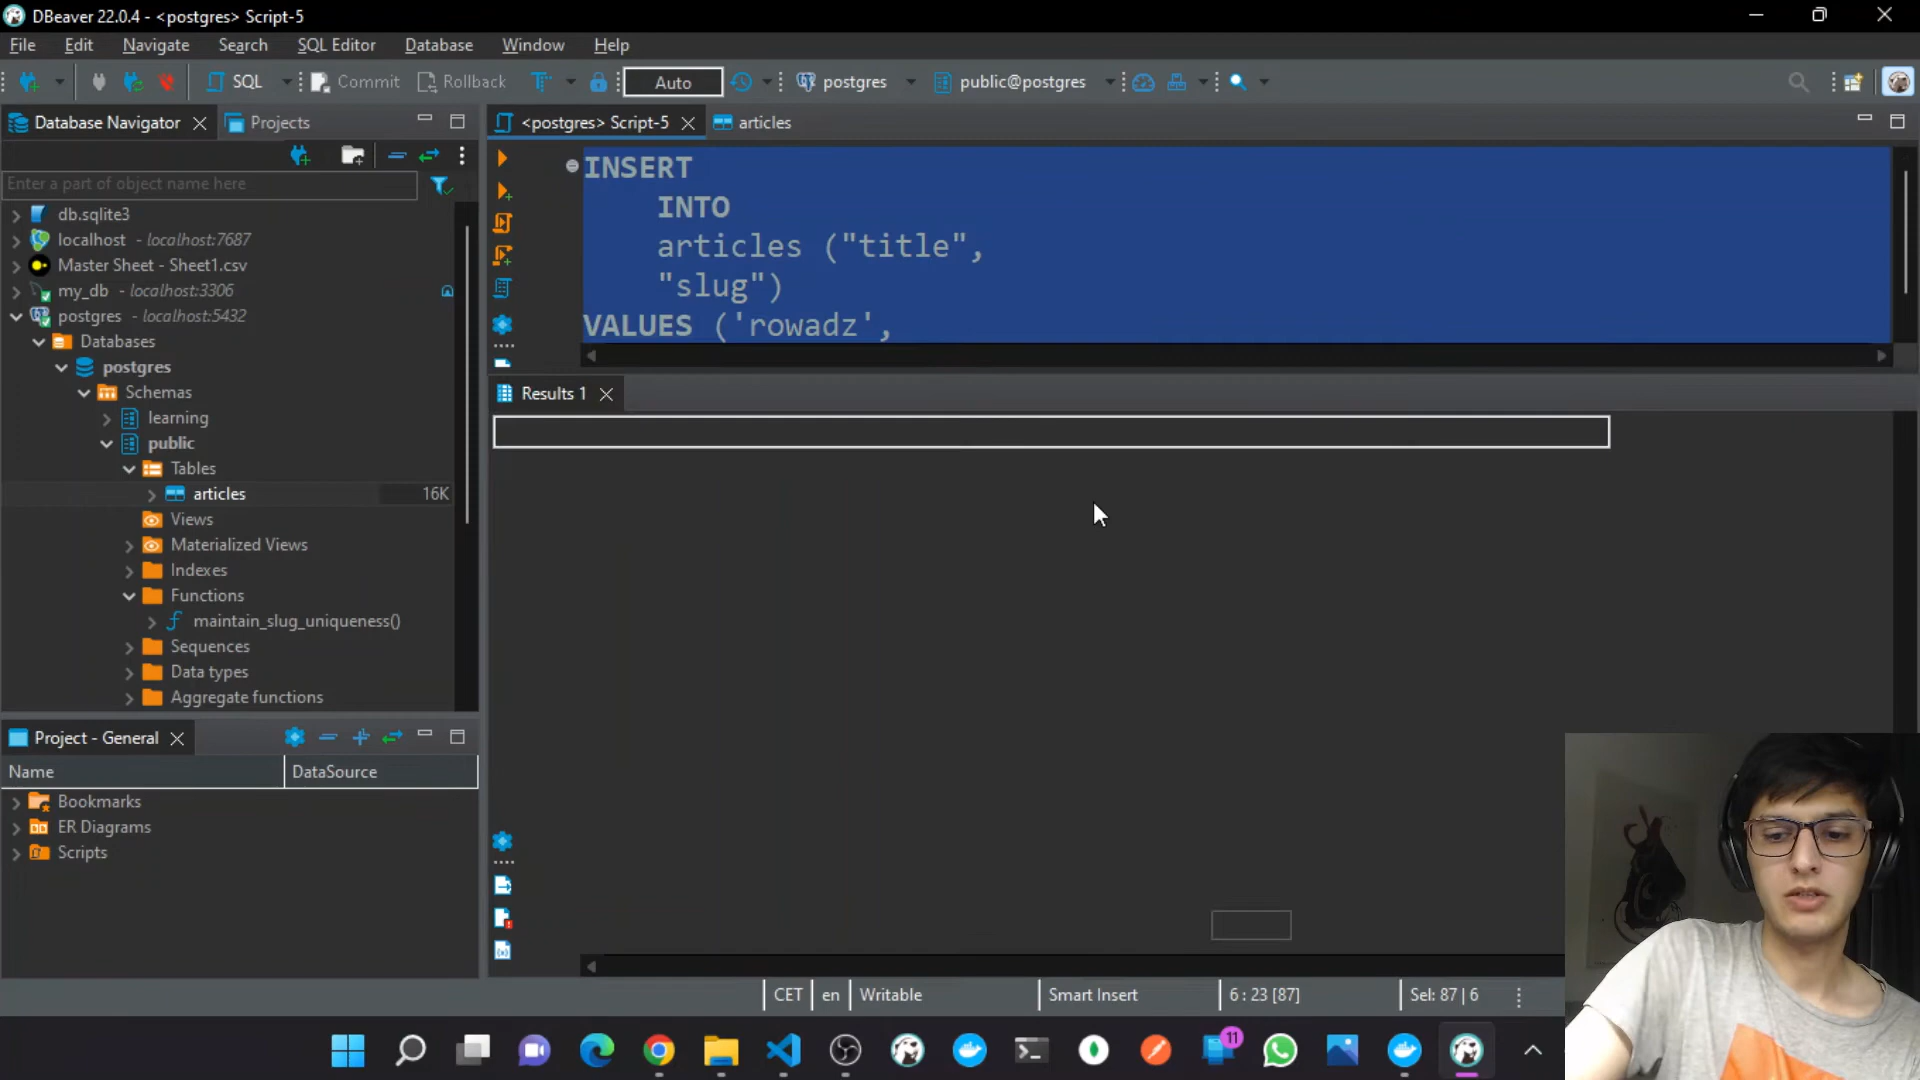 DBeaver 22.0.4 - <postgres> Script-5
File Edit Navigate Search SQL Editor Database Window Help
SQL Commit Rollback Auto postgres public@postgres
Database Navigator Projects
<postgres> Script-5 articles
Enter a part of object name here
db.sqlite3
localhost - localhost:7687
Master Sheet - Sheet1.csv
my_db - localhost:3306
postgres - localhost:5432
Databases
postgres
Schemas
learning
public
Tables
articles 16K
Views
Materialized Views
Indexes
Functions
maintain_slug_uniqueness()
Sequences
Data types
Aggregate functions
INSERT
INTO
articles ("title",
"slug")
VALUES ('rowadz',
Results 1
Project - General
Name DataSource
Bookmarks
ER Diagrams
Scripts
CET en Writable Smart Insert 6 : 23 [87] Sel: 87 | 6
11